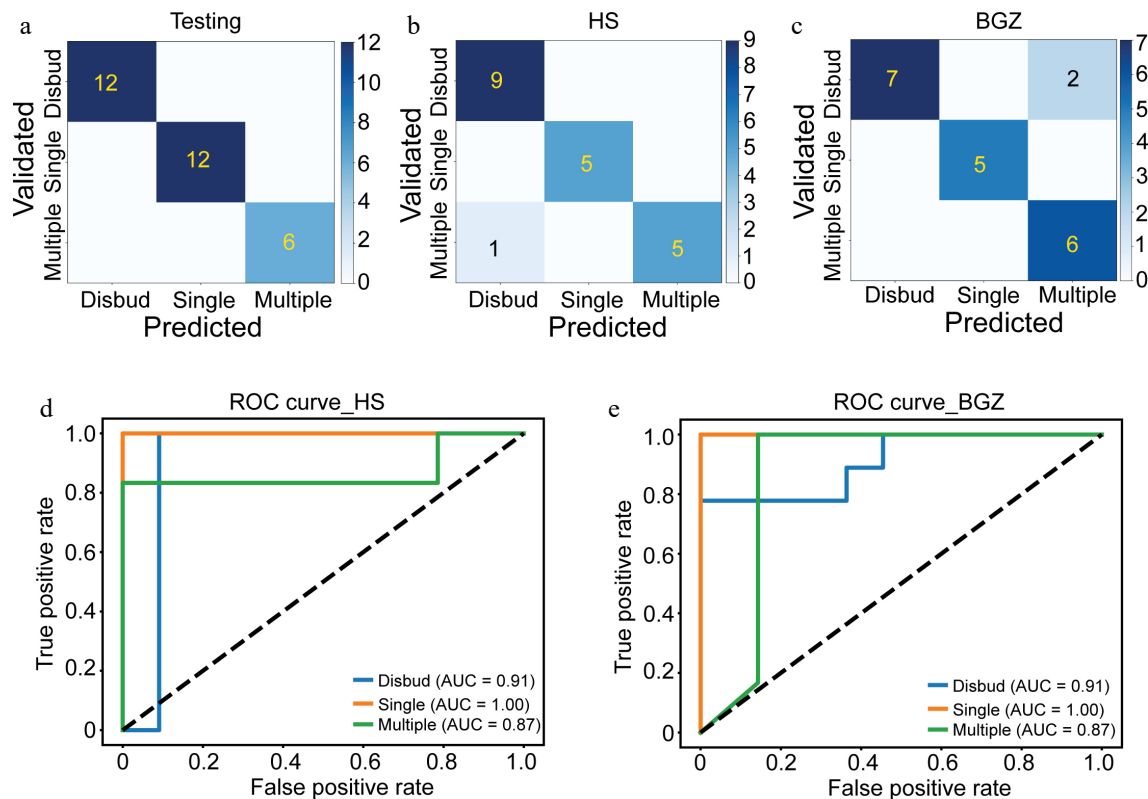 a
Testing
Validated
Disbud
Single
Multiple
12
12
6
12
10
8
6
4
2
0
Disbud Single Multiple
Predicted
b
HS
Validated
Disbud
Single
Multiple
9
5
1
5
9
8
7
6
5
4
3
2
1
0
Disbud Single Multiple
Predicted
c
BGZ
Validated
Disbud
Single
Multiple
7
2
5
6
7
6
5
4
3
2
1
0
Disbud Single Multiple
Predicted
d
ROC curve_HS
True positive rate
1.0
0.8
0.6
0.4
0.2
0
Disbud (AUC = 0.91)
Single (AUC = 1.00)
Multiple (AUC = 0.87)
0 0.2 0.4 0.6 0.8 1.0
False positive rate
e
ROC curve_BGZ
True positive rate
1.0
0.8
0.6
0.4
0.2
0
Disbud (AUC = 0.91)
Single (AUC = 1.00)
Multiple (AUC = 0.87)
0 0.2 0.4 0.6 0.8 1.0
False positive rate